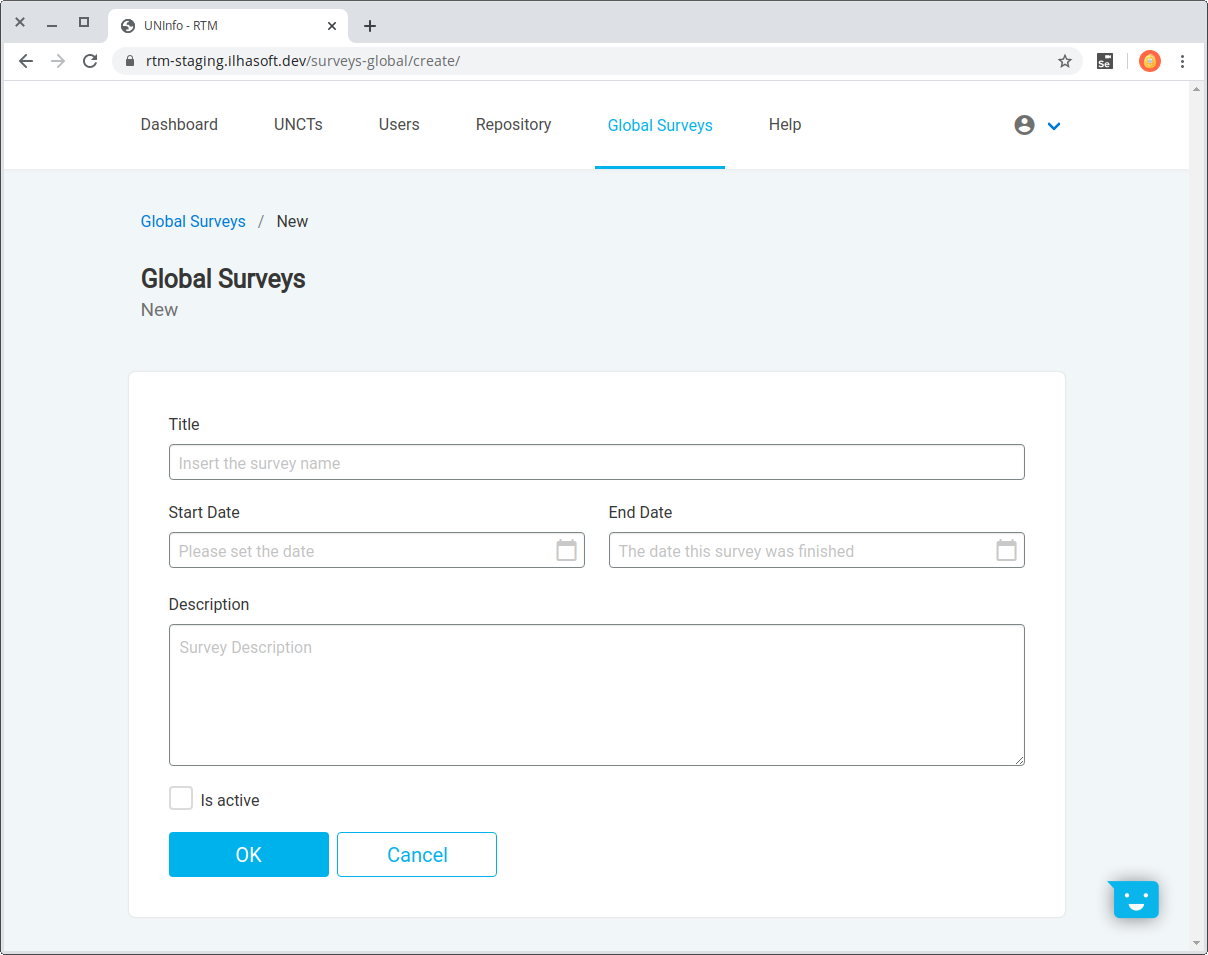 UNInfo - RTM
rtm-staging.ilhasoft.dev/surveys-global/create/
Se
Dashboard UNCTs Users Repository Global Surveys Help
Global Surveys / New
Global Surveys
New
Title
Insert the survey name
Start Date End Date
Please set the date The date this survey was finished
Description
Survey Description
Is active
OK Cancel